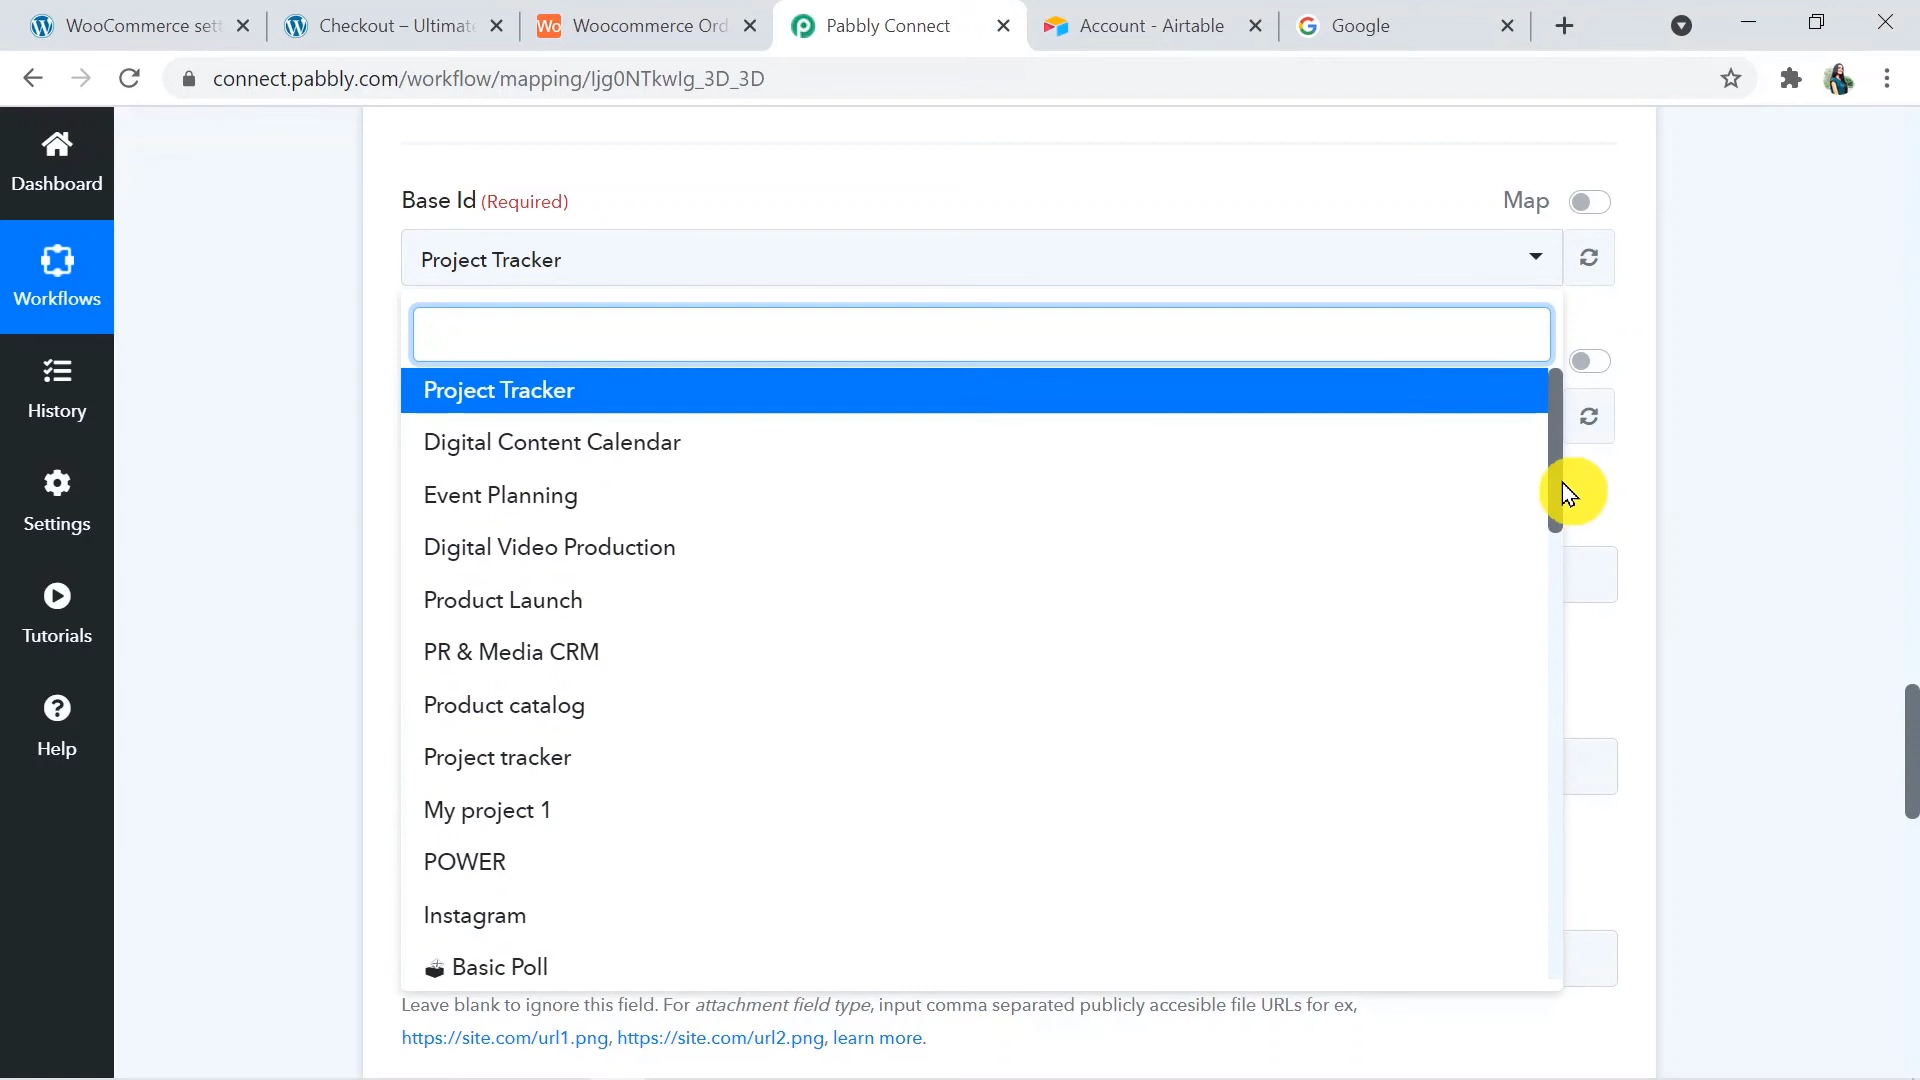 WooCommerce sett
Checkout – Ultimate
Wo
Woocommerce Ord
Pabbly Connect
Account - Airtable
Google
connect.pabbly.com/workflow/mapping/Ijg0NTkwIg_3D_3D
Dashboard
Workflows
History
Settings
Tutorials
Help
Base Id (Required)
Map
Project Tracker
Project Tracker
Digital Content Calendar
Event Planning
Digital Video Production
Product Launch
PR & Media CRM
Product catalog
Project tracker
My project 1
POWER
Instagram
Basic Poll
Leave blank to ignore this field. For attachment field type, input comma separated publicly accesible file URLs for ex,
https://site.com/url1.png, https://site.com/url2.png, learn more.